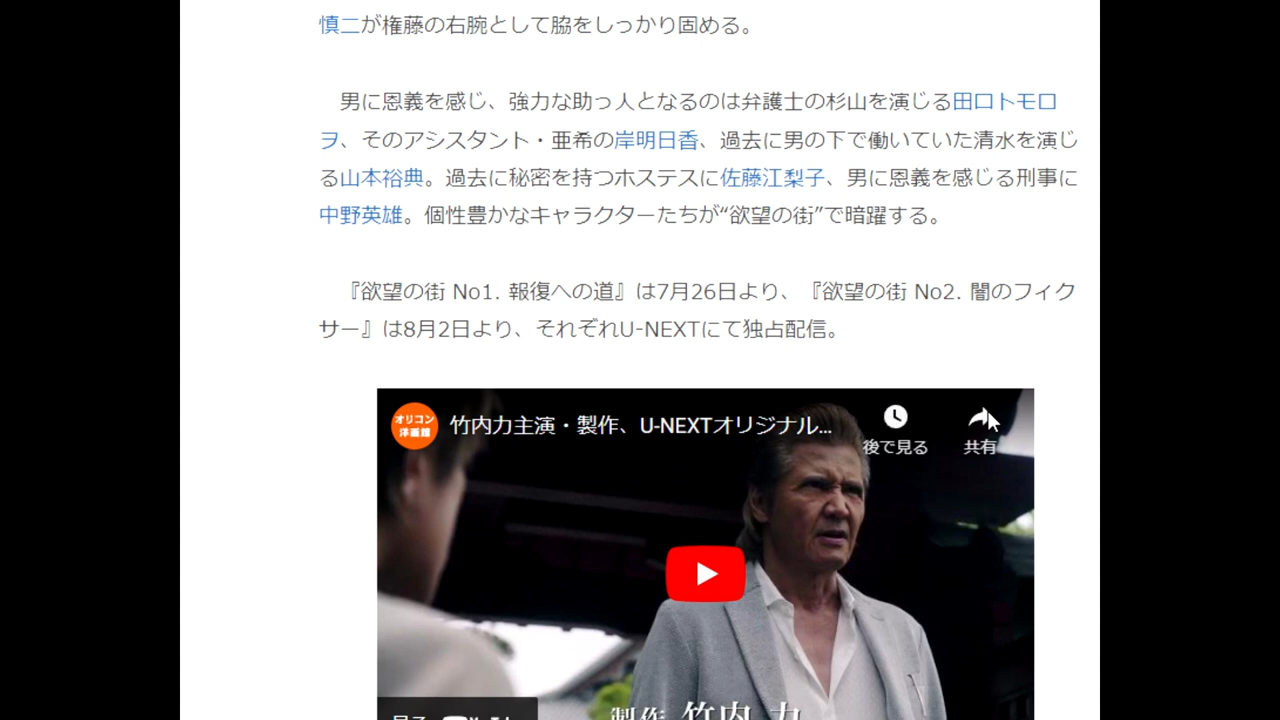 慎二が権藤の右腕として脇をしっかり固める。
男に恩義を感じ、強力な助っ人となるのは弁護士の杉山を演じる田口トモロ
ヲ、そのアシスタント・亜希の岸明日香、過去に男の下で働いていた清水を演じ
る山本裕典。過去に秘密を持つホステスに佐藤江梨子、男に恩義を感じる刑事に
中野英雄。個性豊かなキャラクターたちが“欲望の街”で暗躍する。
『欲望の街 No1. 報復への道』は7月26日より、『欲望の街 No2. 闇のフィク
サー』は8月2日より、それぞれU-NEXTにて独占配信。
オリコン
洋画館
竹内力主演・製作、U-NEXTオリジナル...
後で見る
共有
製作 竹内 力